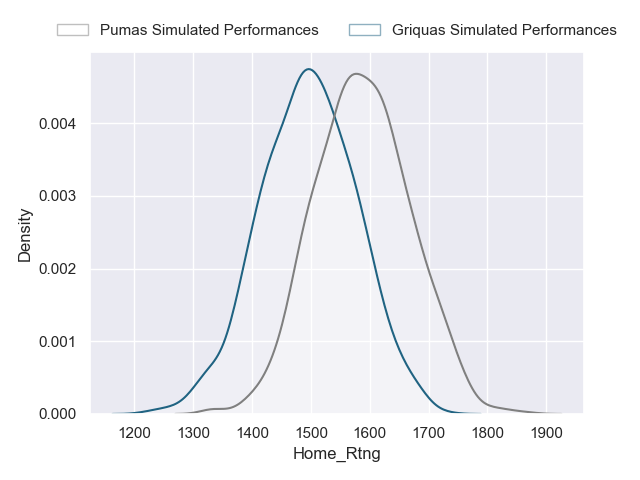 Pumas Simulated Performances
Griquas Simulated Performances
0.004
0.003
0.002
0.001
0.000
Density
1200 1300 1400 1500 1600 1700 1800 1900
Home_Rtng